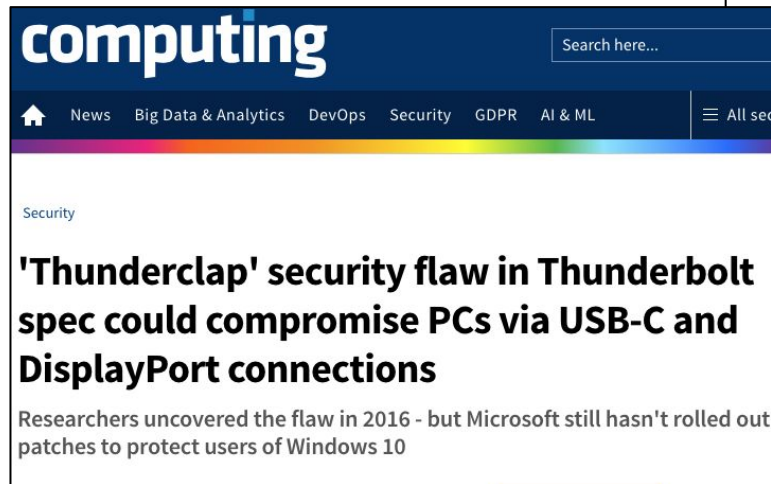 computing
Search here...
News Big Data & Analytics DevOps Security GDPR AI & ML
Security
'Thunderclap' security flaw in Thunderbolt
spec could compromise PCs via USB-C and
DisplayPort connections
Researchers uncovered the flaw in 2016 - but Microsoft still hasn't rolled out
patches to protect users of Windows 10